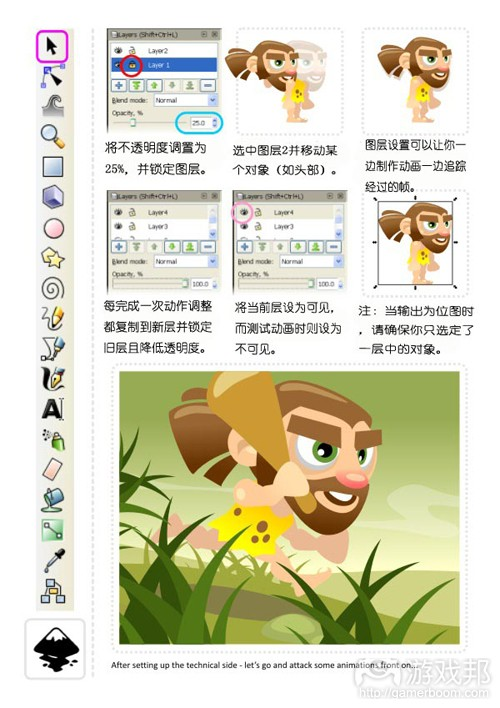 Layers (Shift+Ctrl+L)
Layer2
Layer 1
Blend mode: Normal
Opacity, %
25.0
将不透明度调置为
25%，并锁定图层。
选中图层2并移动某
个对象（如头部）。
图层设置可以让你一
边制作动画一边追踪
经过的帧。
Layers (Shift+Ctrl+L)
Layer4
Layer3
Blend mode: Normal
Opacity, %
100.0
每完成一次动作调整
都复制到新层并锁定
旧层且降低透明度。
Layers (Shift+Ctrl+L)
Layer4
Layer3
Blend mode: Normal
Opacity, %
100.0
将当前层设为可见，
而测试动画时则设为
不可见。
注：当输出为位图时
，请确保你只选定了
一层中的对象。
After setting up the technical side - let's go and attack some animations front on...
游戏邦
http://gamerboom.com